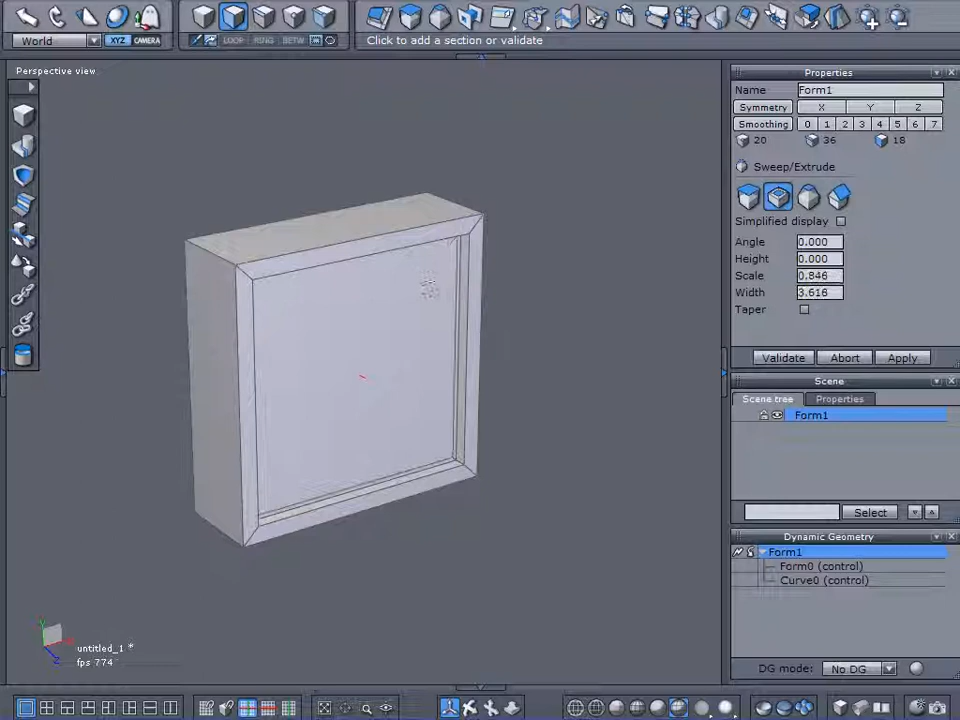 World
XYZ
CAMERA
LOOP
RING
BETW
Click to add a section or validate
Perspective view
Properties
Name
Form1
Symmetry
X
Y
Z
Smoothing
0
1
2
3
4
5
6
7
20
36
18
Sweep/Extrude
Simplified display
Angle
0.000
Height
0.000
Scale
0.846
Width
3.616
Taper
Validate
Abort
Apply
Scene
Scene tree
Properties
Form1
Select
Dynamic Geometry
Form1
Form0 (control)
Curve0 (control)
DG mode:
No DG
Y
X
Z
untitled_1 *
fps 774